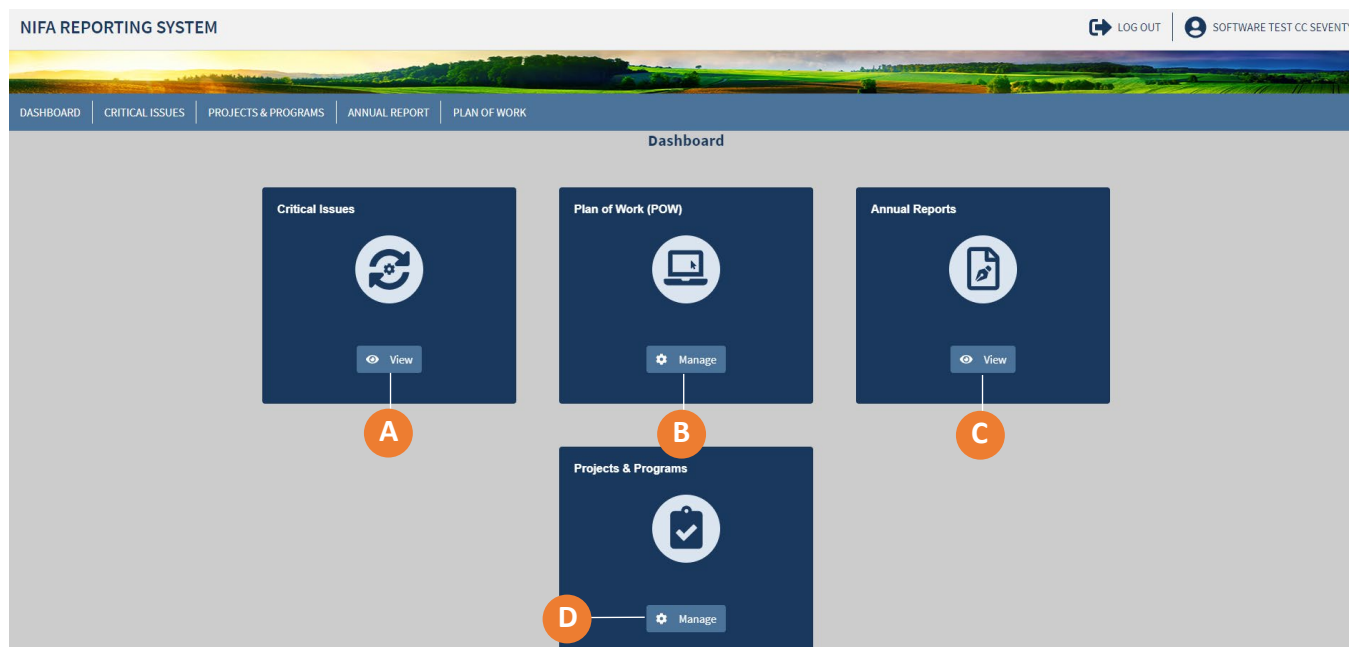 NIFA REPORTING SYSTEM
LOG OUT
SOFTWARE TEST CC SEVENTY
DASHBOARD
CRITICAL ISSUES
PROJECTS & PROGRAMS
ANNUAL REPORT
PLAN OF WORK
Dashboard
Critical Issues
View
A
Plan of Work (POW)
Manage
B
Annual Reports
View
C
Projects & Programs
Manage
D